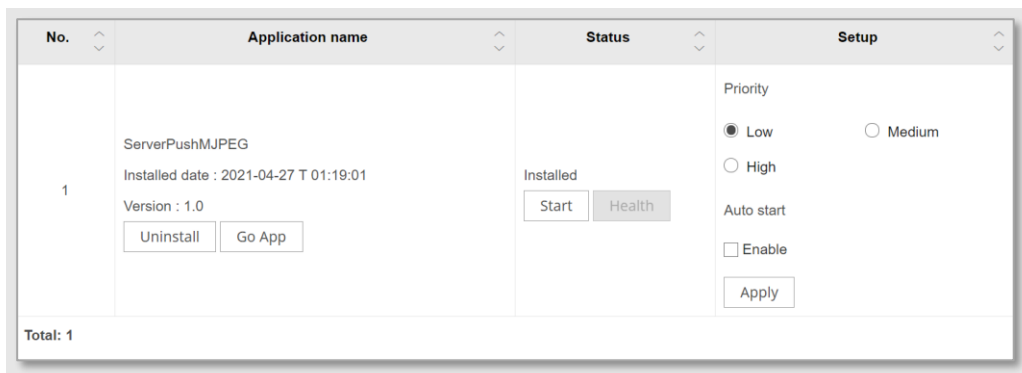 No. Application name Status Setup
1
ServerPushMJPEG
Installed date : 2021-04-27 T 01:19:01
Version : 1.0
Uninstall Go App
Installed
Start Health
Priority
Low Medium
High
Auto start
Enable
Apply
Total: 1